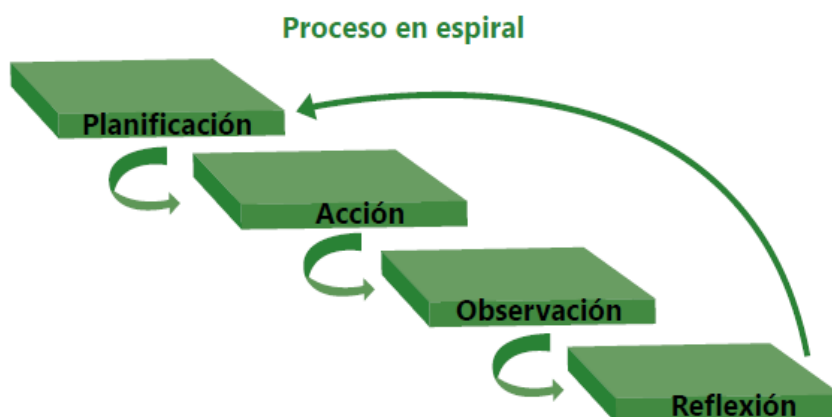 Proceso en espiral
Planificación
Acción
Observación
Reflexión